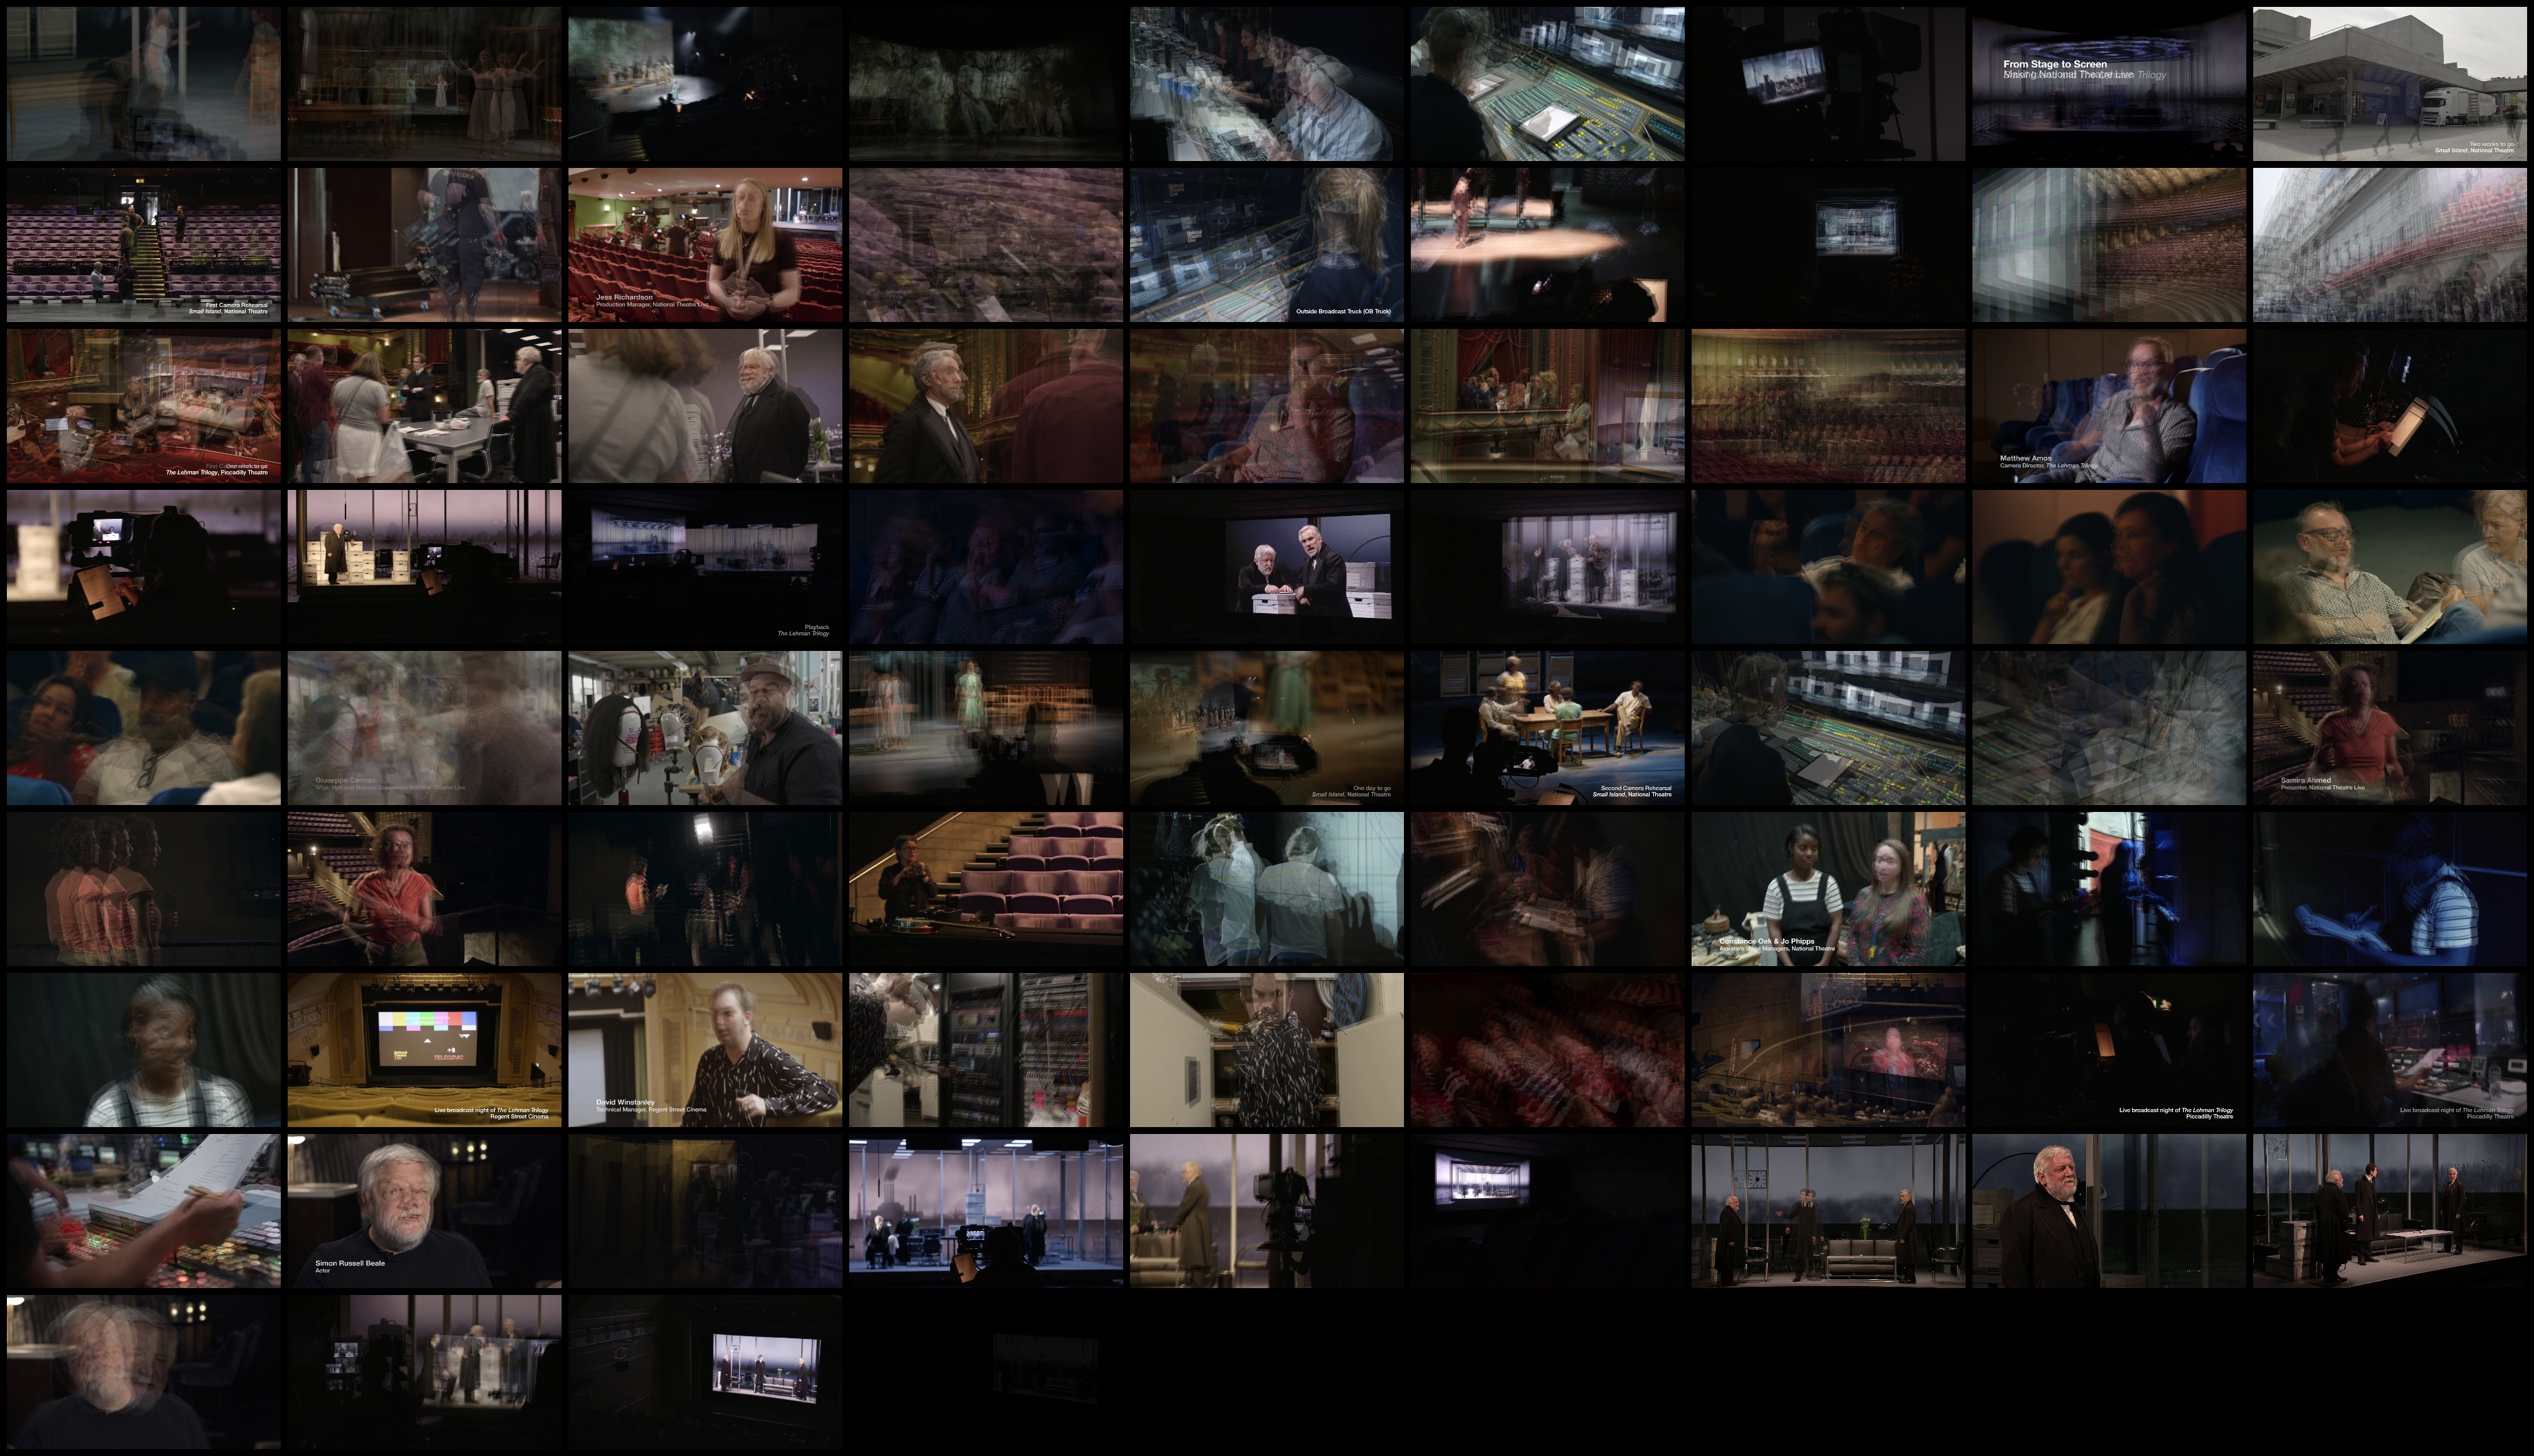 From Stage to Screen
Making National Theatre Live
Small Island and The Lehman Trilogy
Two weeks to go
Small Island, National Theatre
First Camera Rehearsal
Small Island, National Theatre
Jess Richardson
Production Manager, National Theatre Live
Outside Broadcast Truck (OB Truck)
One week to go
The Lehman Trilogy, Piccadilly Theatre
Matthew Amos
Camera Director, The Lehman Trilogy
Playback
The Lehman Trilogy
Giuseppe Cannas
Wigs, Hair and Make-up Supervisor, National Theatre Live
One day to go
Small Island, National Theatre
Second Camera Rehearsal
Small Island, National Theatre
Samira Ahmed
Presenter, National Theatre Live
Constance Oak & Jo Phipps
Assistant Stage Managers, National Theatre
TELEGENIC
Live broadcast night of The Lehman Trilogy
Regent Street Cinema
David Winstanley
Technical Manager, Regent Street Cinema
Live broadcast night of The Lehman Trilogy
Piccadilly Theatre
Live broadcast night of The Lehman Trilogy
Piccadilly Theatre
Simon Russell Beale
Actor